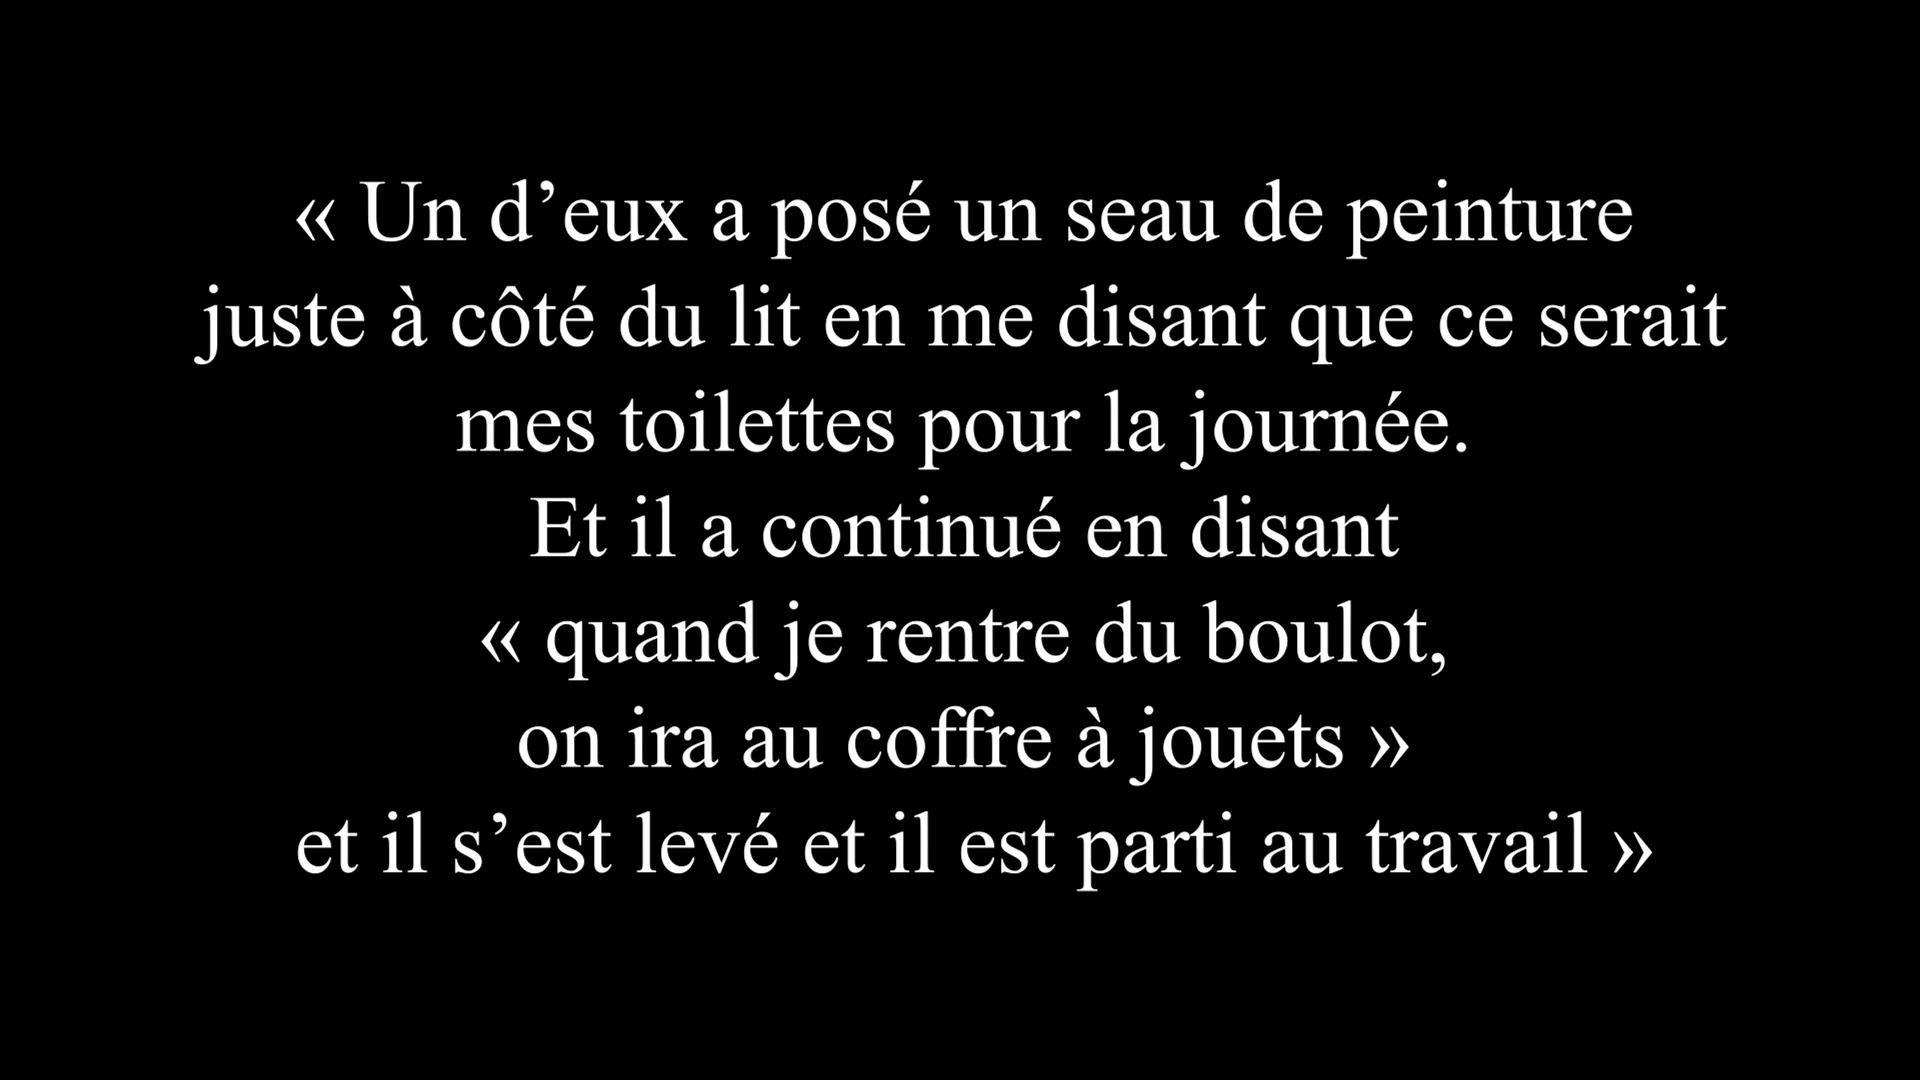 « Un d’eux a posé un seau de peinture
juste à côté du lit en me disant que ce serait
mes toilettes pour la journée.
Et il a continué en disant
« quand je rentre du boulot,
on ira au coffre à jouets »
et il s’est levé et il est parti au travail »